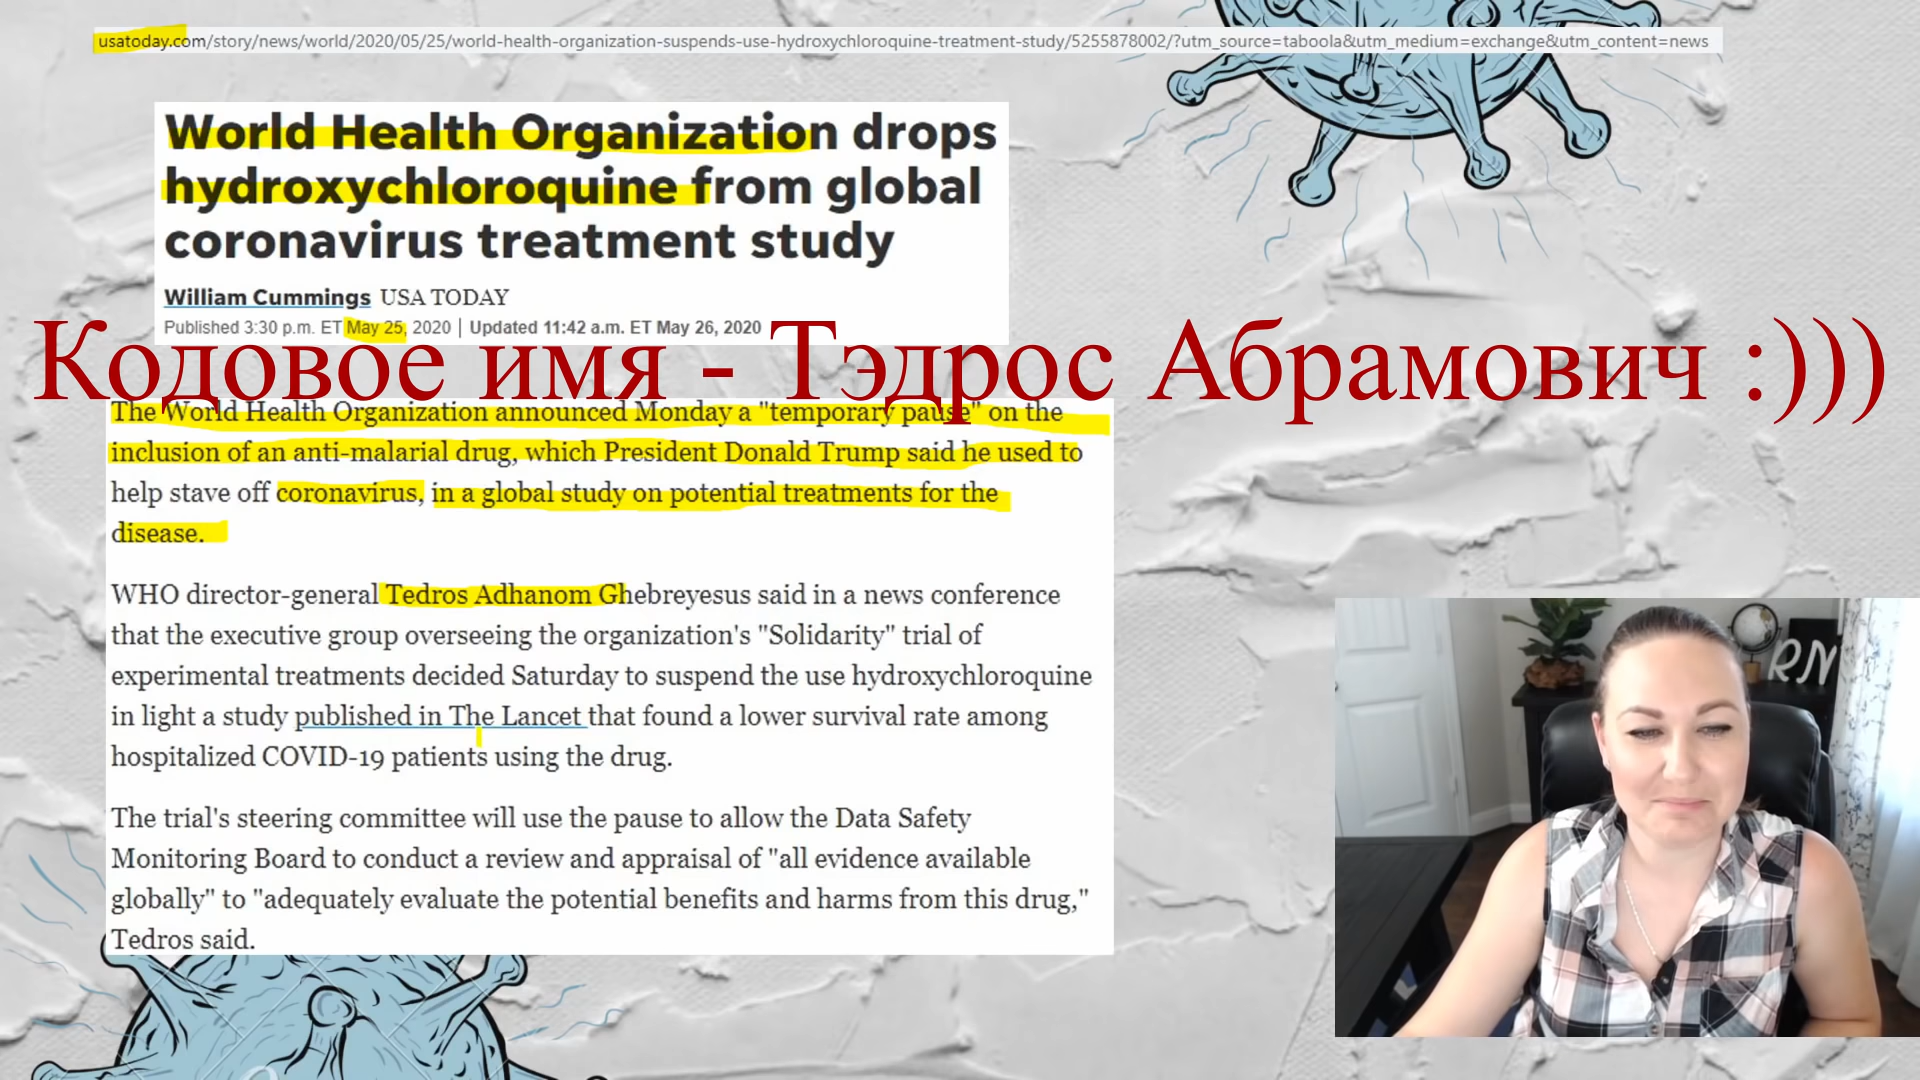 usatoday.com/story/news/world/2020/05/25/world-health-organization-suspends-use-hydroxychloroquine-treatment-study/5255878002/?utm_source=taboola&utm_medium=exchange&utm_content=news
World Health Organization drops
hydroxychloroquine from global
coronavirus treatment study
William Cummings USA TODAY
Published 3:30 p.m. ET May 25, 2020 | Updated 11:42 a.m. ET May 26, 2020
Кодовое имя - Тэдрос Абрамович :)))
The World Health Organization announced Monday a "temporary pause" on the
inclusion of an anti-malarial drug, which President Donald Trump said he used to
help stave off coronavirus, in a global study on potential treatments for the
disease.
WHO director-general Tedros Adhanom Ghebreyesus said in a news conference
that the executive group overseeing the organization's "Solidarity" trial of
experimental treatments decided Saturday to suspend the use hydroxychloroquine
in light a study published in The Lancet that found a lower survival rate among
hospitalized COVID-19 patients using the drug.
The trial's steering committee will use the pause to allow the Data Safety
Monitoring Board to conduct a review and appraisal of "all evidence available
globally" to "adequately evaluate the potential benefits and harms from this drug,"
Tedros said.
RN